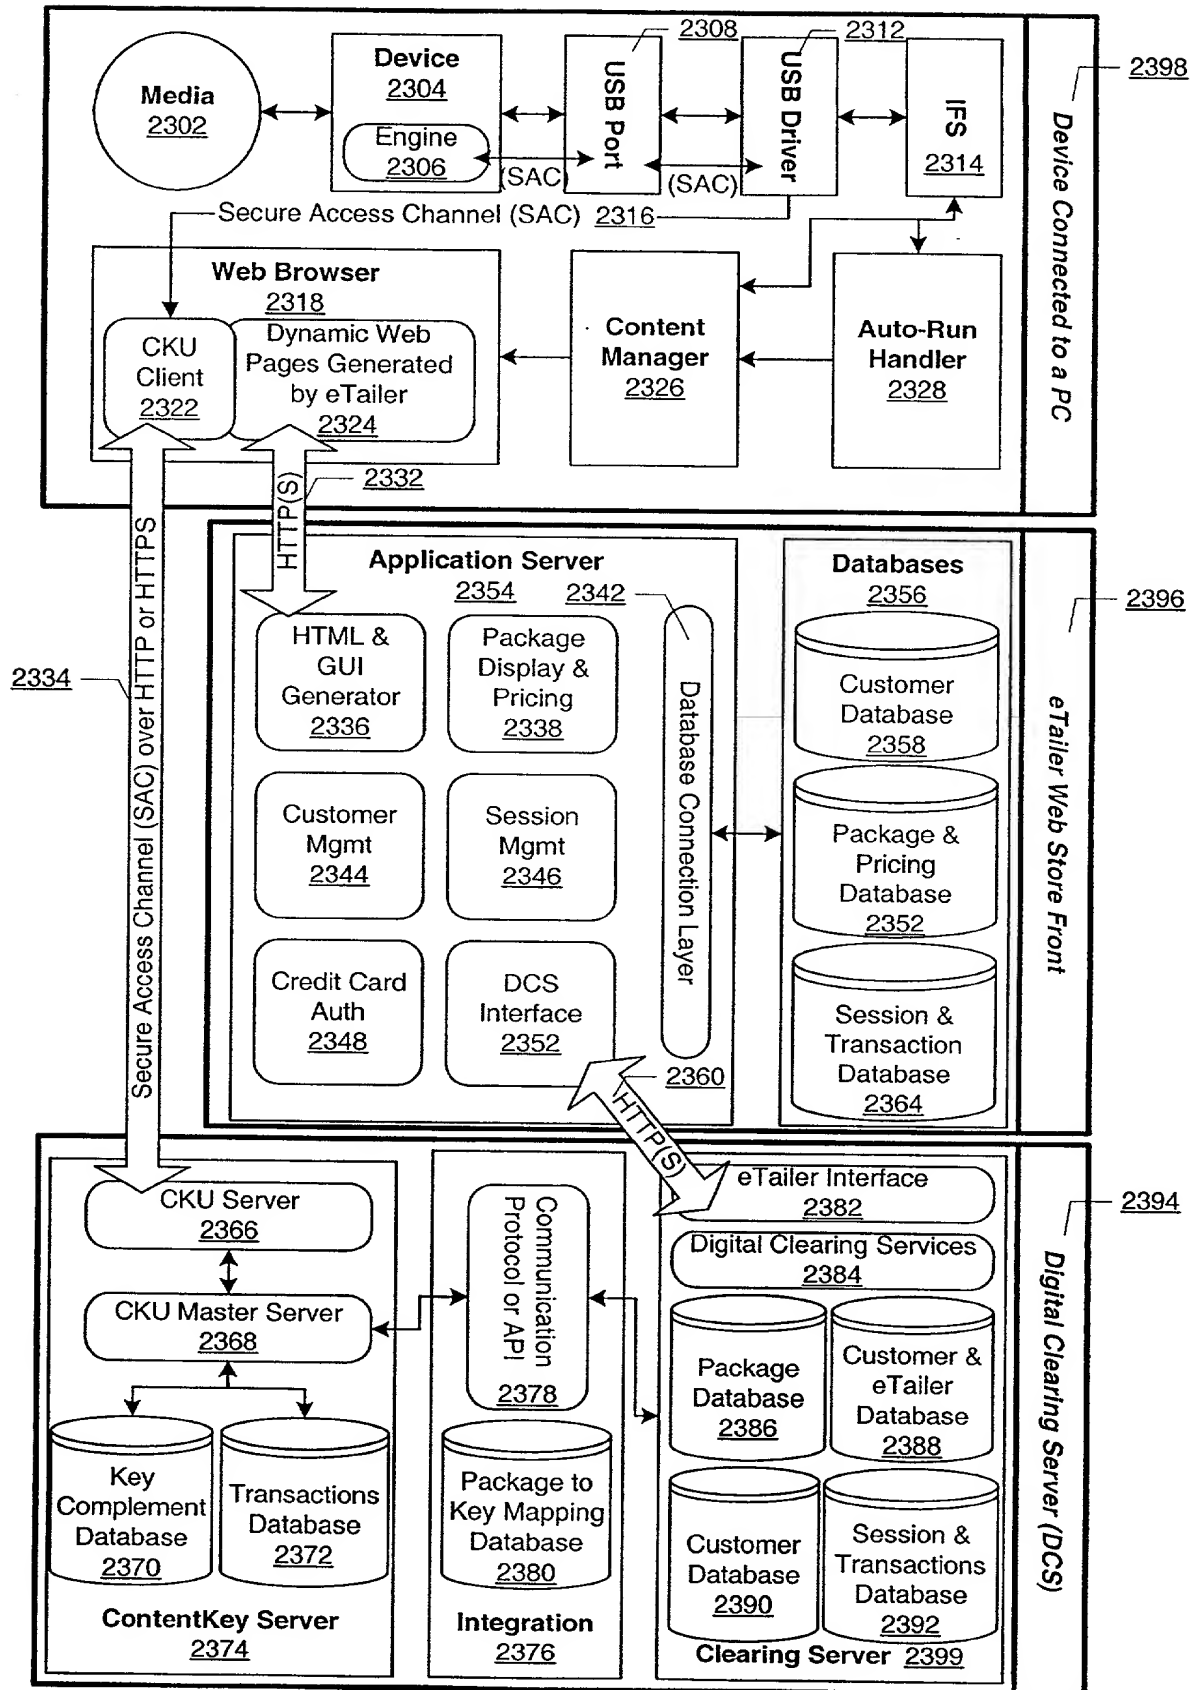 2308
2312
Device
2304
USB Port
USB Driver
IFS
2314
2398
Media
2302
Engine
2306
(SAC)
(SAC)
Secure Access Channel (SAC) 2316
Device Connected to a PC
Web Browser
2318
CKU
Client
2322
Dynamic Web
Pages Generated
by eTailer
2324
Content
Manager
2326
Auto-Run
Handler
2328
2332
HTTP(S)
2334
Secure Access Channel (SAC) over HTTP or HTTPS
Application Server
2354
2342
HTML &
GUI
Generator
2336
Package
Display &
Pricing
2338
Customer
Mgmt
2344
Session
Mgmt
2346
Credit Card
Auth
2348
DCS
Interface
2352
Database Connection Layer
Databases
2356
Customer
Database
2358
Package &
Pricing
Database
2352
Session &
Transaction
Database
2364
2396
eTailer Web Store Front
2360
HTTP(S)
CKU Server
2366
CKU Master Server
2368
Key
Complement
Database
2370
Transactions
Database
2372
ContentKey Server
2374
Communication
Protocol or API
2378
Package to
Key Mapping
Database
2380
Integration
2376
eTailer Interface
2382
Digital Clearing Services
2384
Package
Database
2386
Customer &
eTailer
Database
2388
Customer
Database
2390
Session &
Transactions
Database
2392
Clearing Server 2399
2394
Digital Clearing Server (DCS)